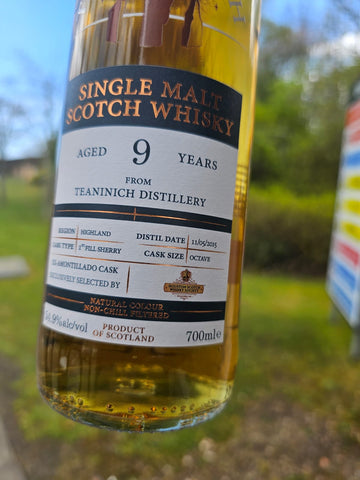 SINGLE MALT
SCOTCH WHISKY
AGED 9 YEARS
FROM
TEANINICH DISTILLERY
REGION HIGHLAND
CASK TYPE 1ST FILL SHERRY
EX-AMONTILLADO CASK
EXCLUSIVELY SELECTED BY
DISTIL DATE 11/05/2015
CASK SIZE OCTAVE
NATURAL COLOUR
NON-CHILL FILTERED
%alc/vol
PRODUCT
OF SCOTLAND
700ml e